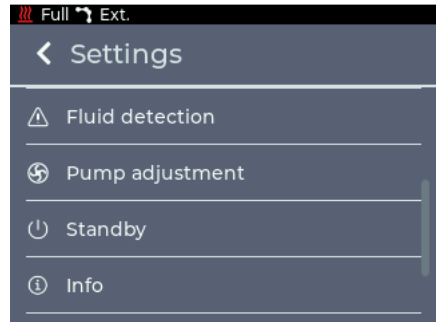 Full Ext.
Settings
Fluid detection
Pump adjustment
Standby
Info